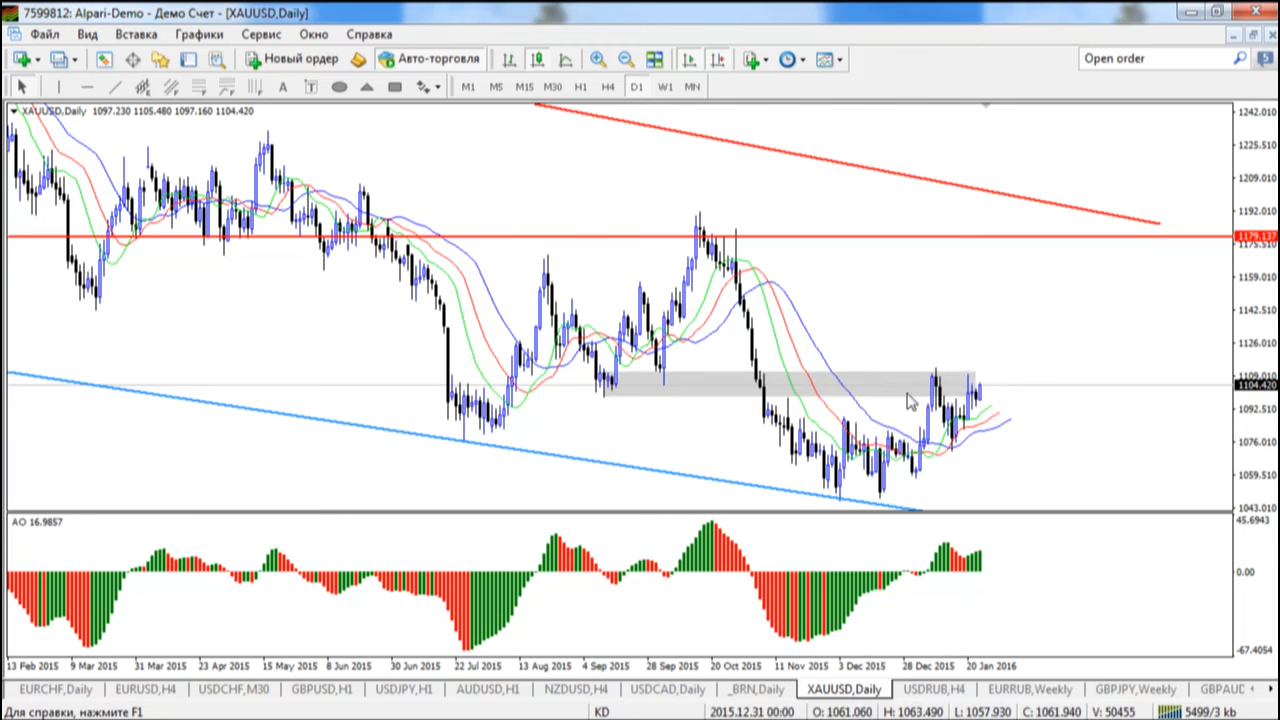 7599812: Alpari-Demo - Демо Счет - [XAUUSD,Daily]
Файл Вид Вставка Графики Сервис Окно Справка
Новый ордер Авто-торговля Open order 5
A T M1 M5 M15 M30 H1 H4 D1 W1 MN
XAUUSD,Daily 1097.230 1105.480 1097.160 1104.420
1242.010
1225.510
1209.010
1192.010
1179.137
1175.510
1159.010
1142.510
1126.010
1109.010
1104.420
1092.510
1076.010
1059.510
1043.010
AO 16.9857
45.6943
0.00
-67.4054
13 Feb 2015 9 Mar 2015 31 Mar 2015 23 Apr 2015 15 May 2015 8 Jun 2015 30 Jun 2015 22 Jul 2015 13 Aug 2015 4 Sep 2015 28 Sep 2015 20 Oct 2015 11 Nov 2015 3 Dec 2015 28 Dec 2015 20 Jan 2016
EURCHF,Daily EURUSD,H4 USDCHF,M30 GBPUSD,H1 USDJPY,H1 AUDUSD,H1 NZDUSD,H4 USDCAD,Daily _BRN,Daily XAUUSD,Daily USDRUB,H4 EURRUB,Weekly GBPJPY,Weekly GBPAUD
Для справки, нажмите F1 KD 2015.12.31 00:00 O: 1061.060 H: 1063.490 L: 1057.930 C: 1061.940 V: 50455 5499/3 kb